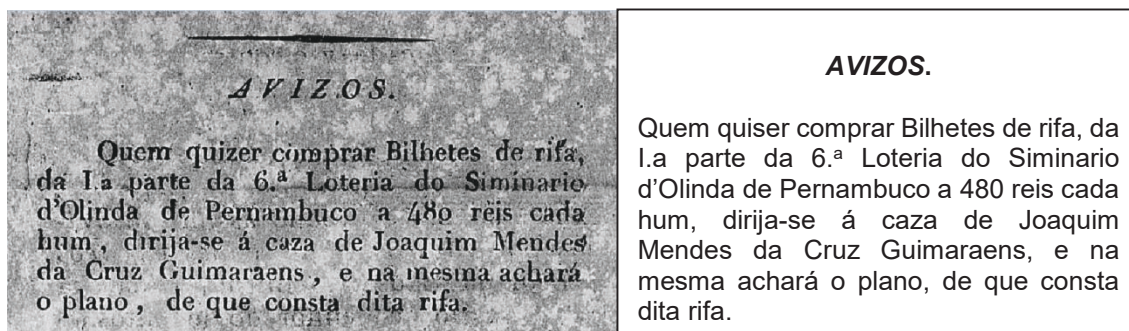 AVIZOS.
Quem quizer comprar Bilhetes de rifa,
da I.a parte da 6.ª Loteria do Siminario
d'Olinda de Pernambuco a 480 reis cada
hum, dirija-se á caza de Joaquim Mendes
da Cruz Guimaraens, e na mesma achará
o plano, de que consta dita rifa.
AVIZOS.
Quem quiser comprar Bilhetes de rifa, da
I.a parte da 6.ª Loteria do Siminario
d’Olinda de Pernambuco a 480 reis cada
hum, dirija-se á caza de Joaquim
Mendes da Cruz Guimaraens, e na
mesma achará o plano, de que consta
dita rifa.